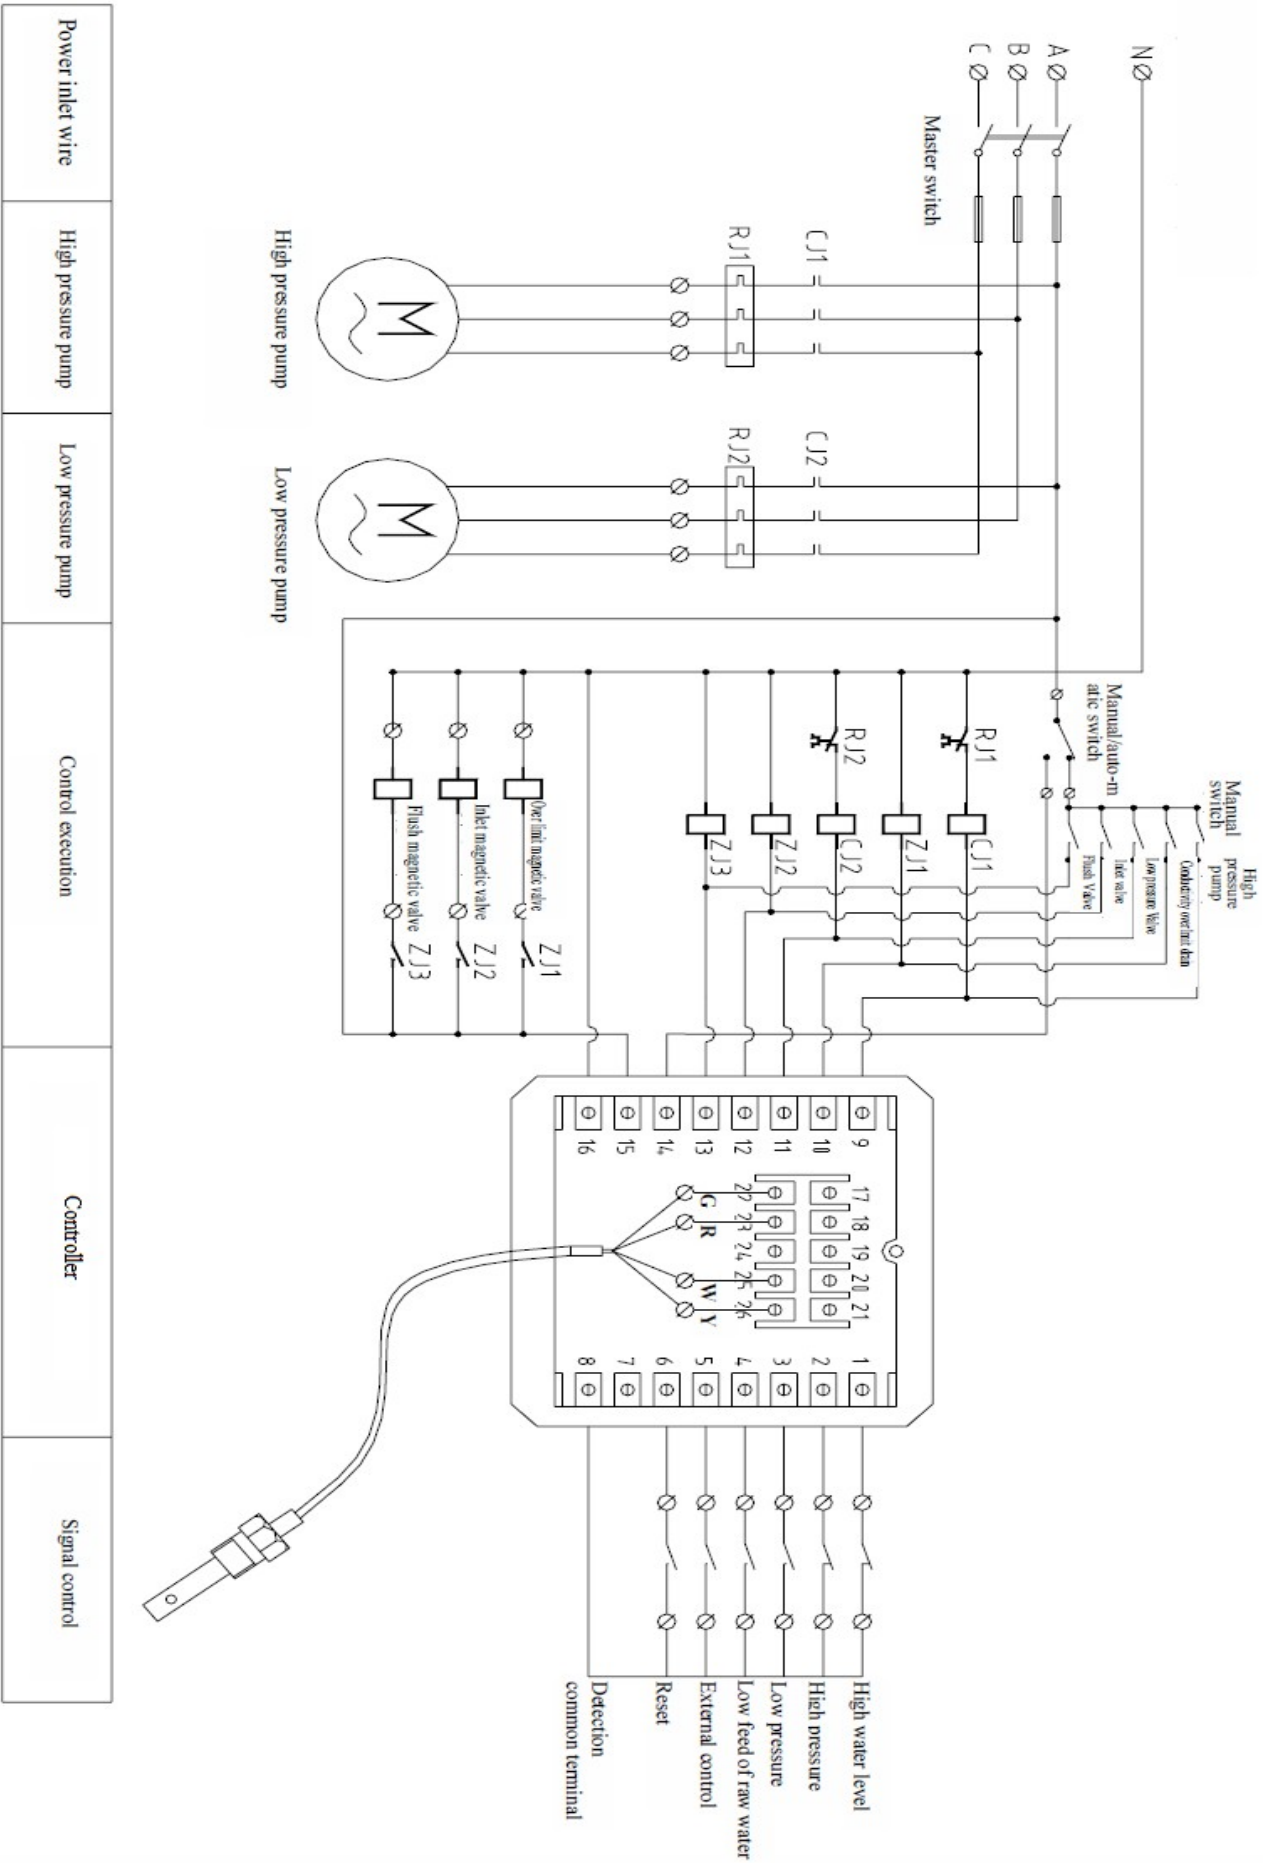 N
A
B
C
Master switch
High pressure pump
RJ1
CJ1
M
Low pressure pump
RJ2
CJ2
M
Manual/auto-m
atic switch
Manual
switch
High
pressure
pump
Conductivity over limit drain
Low pressure Valve
Inlet valve
Flush Valve
RJ1
CJ1
ZJ1
RJ2
CJ2
ZJ2
ZJ3
Over limit magnetic valve
ZJ1
Inlet magnetic valve
ZJ2
Flush magnetic valve
ZJ3
9
10
11
12
13
14
15
16
17
18
19
20
21
22
23
24
25
26
G
R
W
Y
1
2
3
4
5
6
7
8
High water level
High pressure
Low pressure
Low feed of raw water
External control
Reset
Detection
common terminal
Power inlet wire
High pressure pump
Low pressure pump
Control execution
Controller
Signal control